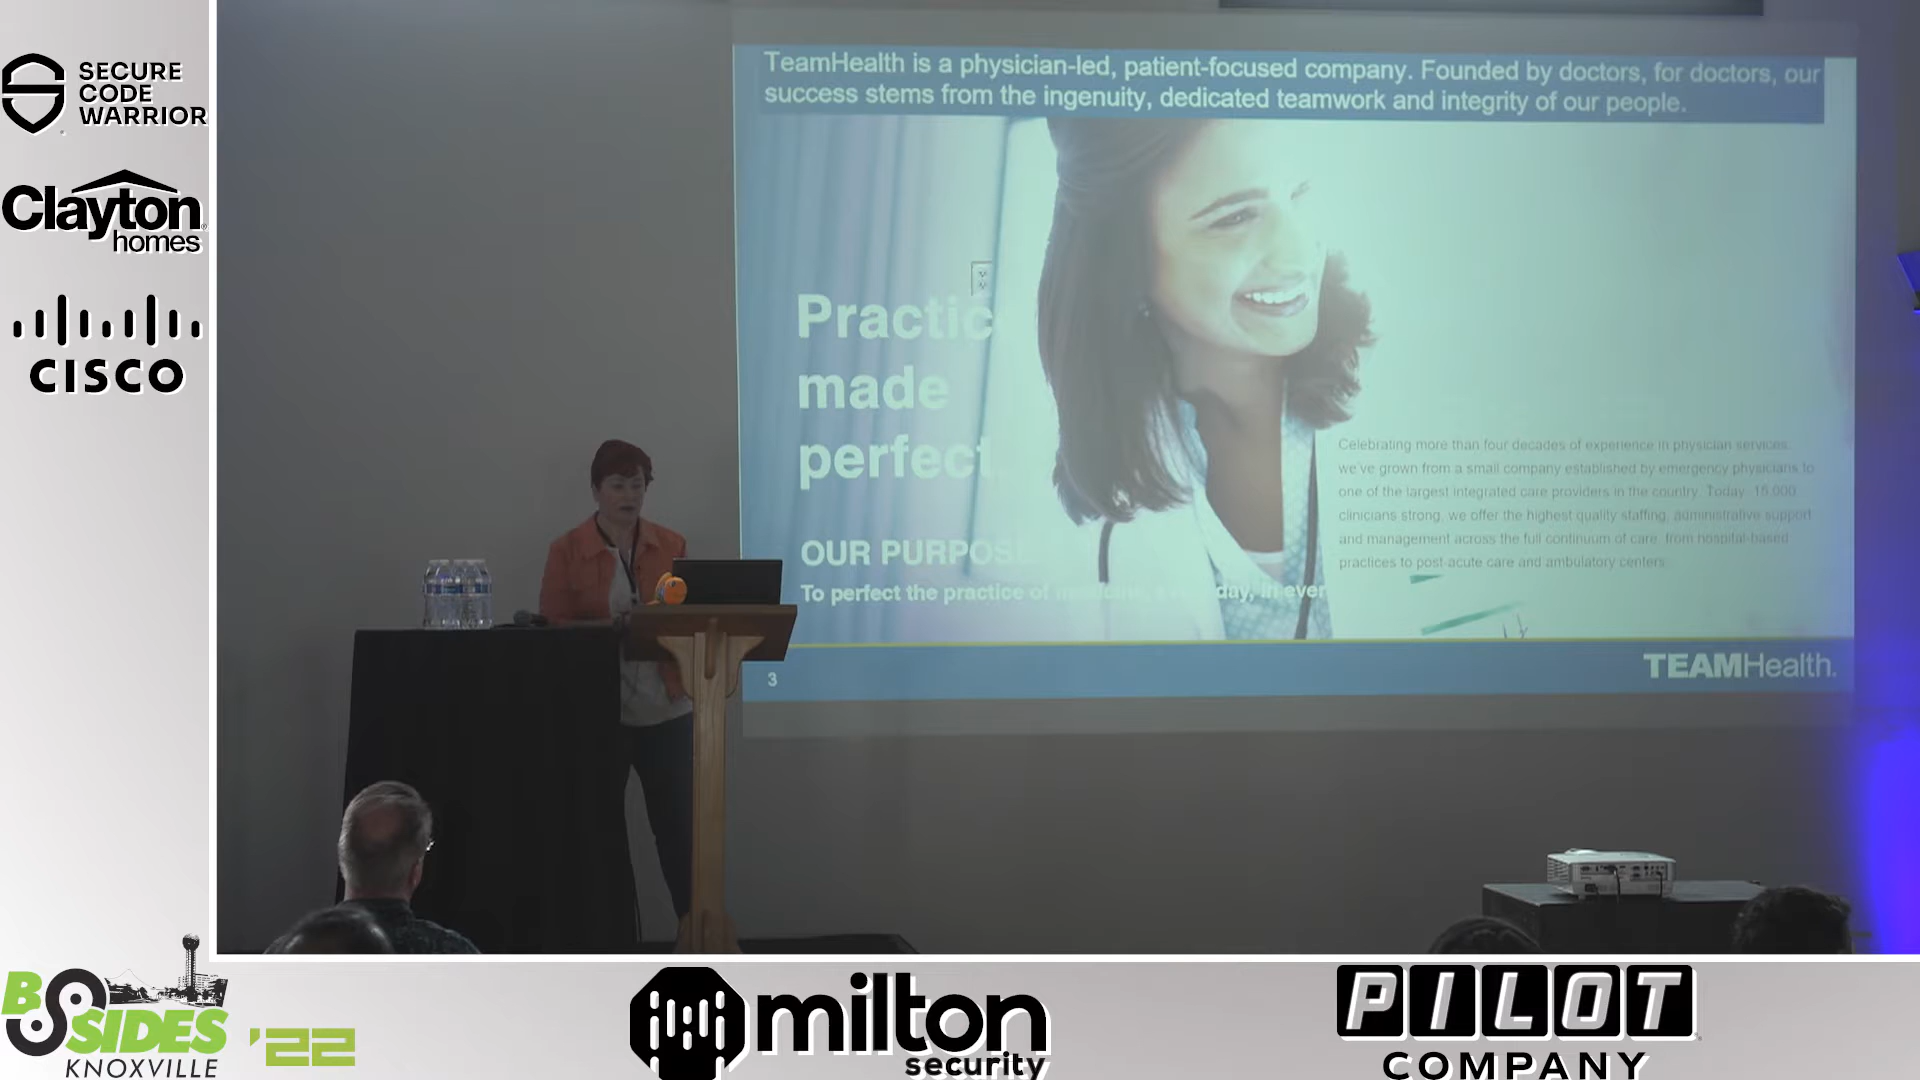 SECURE
CODE
WARRIOR
Clayton
homes
CISCO
TeamHealth is a physician-led, patient-focused company. Founded by doctors, for doctors, our
success stems from the ingenuity, dedicated teamwork and integrity of our people.
Practic
made
perfect.
OUR PURPOS
To perfect the practice of day, in ever
Celebrating more than four decades of experience in physician services,
we've grown from a small company established by emergency physicians to
one of the largest integrated care providers in the country. Today, 16,000
clinicians strong, we offer the highest quality staffing, administrative support
and management across the full continuum of care, from hospital-based
practices to post-acute care and ambulatory centers.
3
TEAMHealth.
BSIDES
KNOXVILLE
'22
milton
security
PILOT
COMPANY